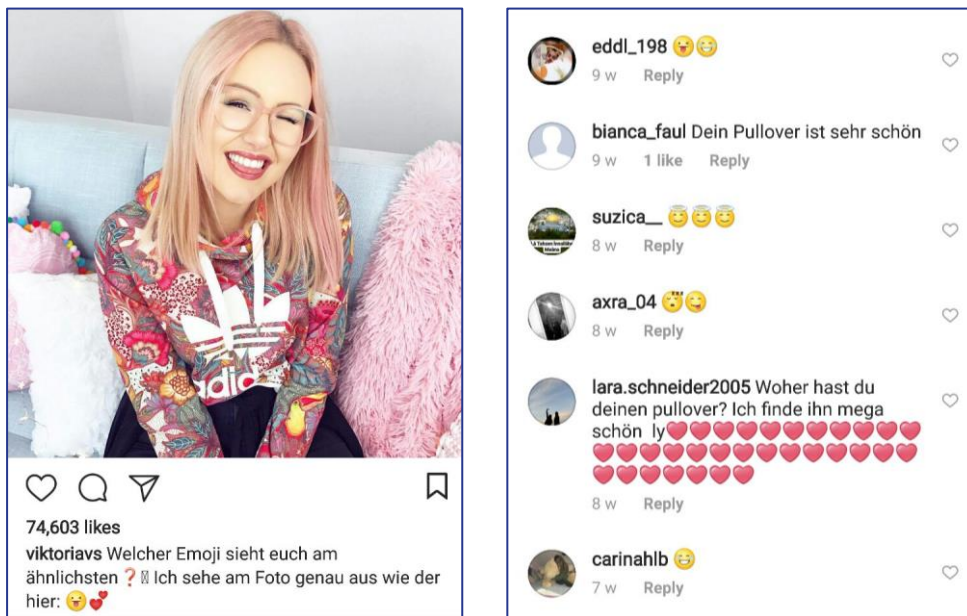 adidas
74,603 likes
viktoriavs Welcher Emoji sieht euch am
ähnlichsten ❓ Ich sehe am Foto genau aus wie der
hier: 😜💕
eddl_198 😜😁
9 w Reply
bianca_faul Dein Pullover ist sehr schön
9 w 1 like Reply
suzica__ 😇😇😇
8 w Reply
axra_04 😴😋
8 w Reply
lara.schneider2005 Woher hast du
deinen pullover? Ich finde ihn mega
schön ly❤❤❤❤❤❤❤❤❤❤❤
❤❤❤❤❤❤❤❤❤❤❤❤❤❤
❤❤❤❤❤❤❤
8 w Reply
carinahlb 😁
7 w Reply